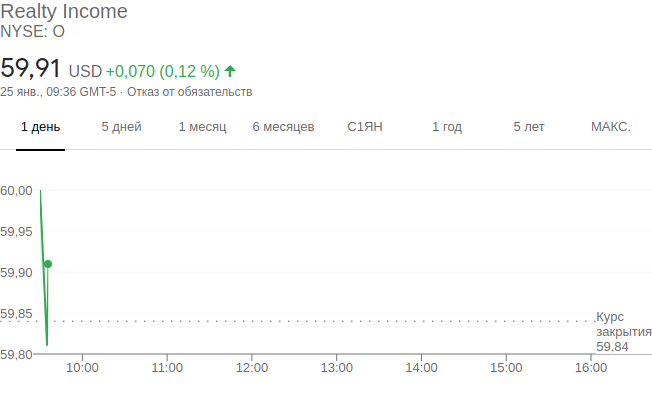 Realty Income
NYSE: O
59,91 USD +0,070 (0,12 %)
25 янв., 09:36 GMT-5 · Отказ от обязательств
1 день 5 дней 1 месяц 6 месяцев С1ЯН 1 год 5 лет МАКС.
60,00
59,95
59,90
59,85
59,80
Курс
закрытия
59,84
10:00 11:00 12:00 13:00 14:00 15:00 16:00